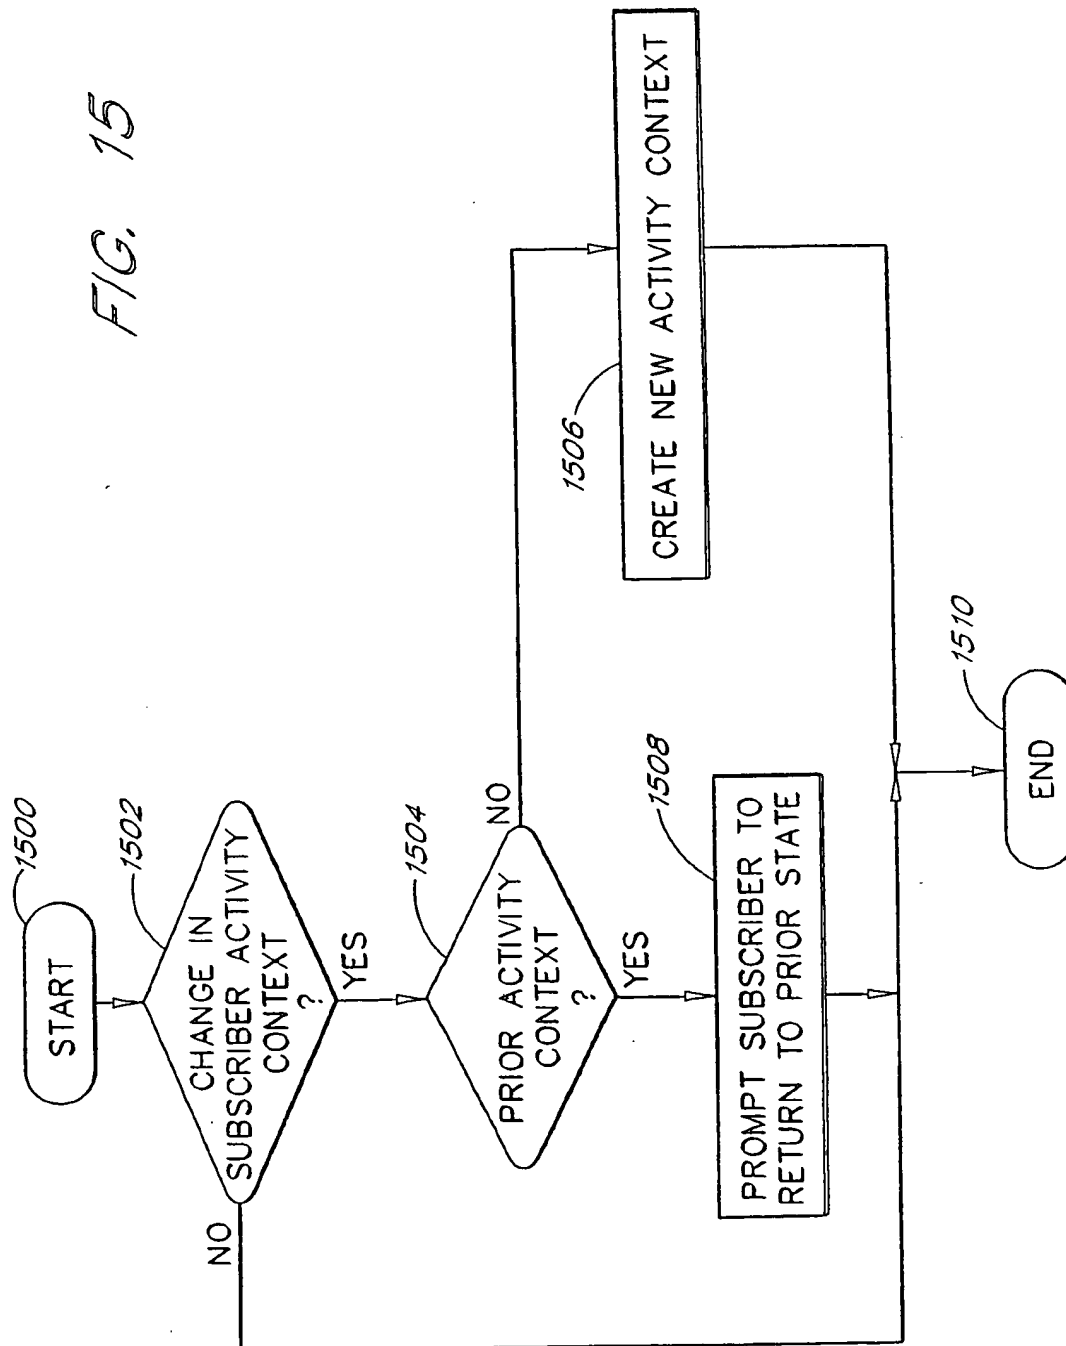 FIG. 15
START
1500
CHANGE IN
SUBSCRIBER ACTIVITY
CONTEXT
?
1502
NO
YES
PRIOR ACTIVITY
CONTEXT
?
1504
NO
YES
CREATE NEW ACTIVITY CONTEXT
1506
PROMPT SUBSCRIBER TO
RETURN TO PRIOR STATE
1508
END
1510